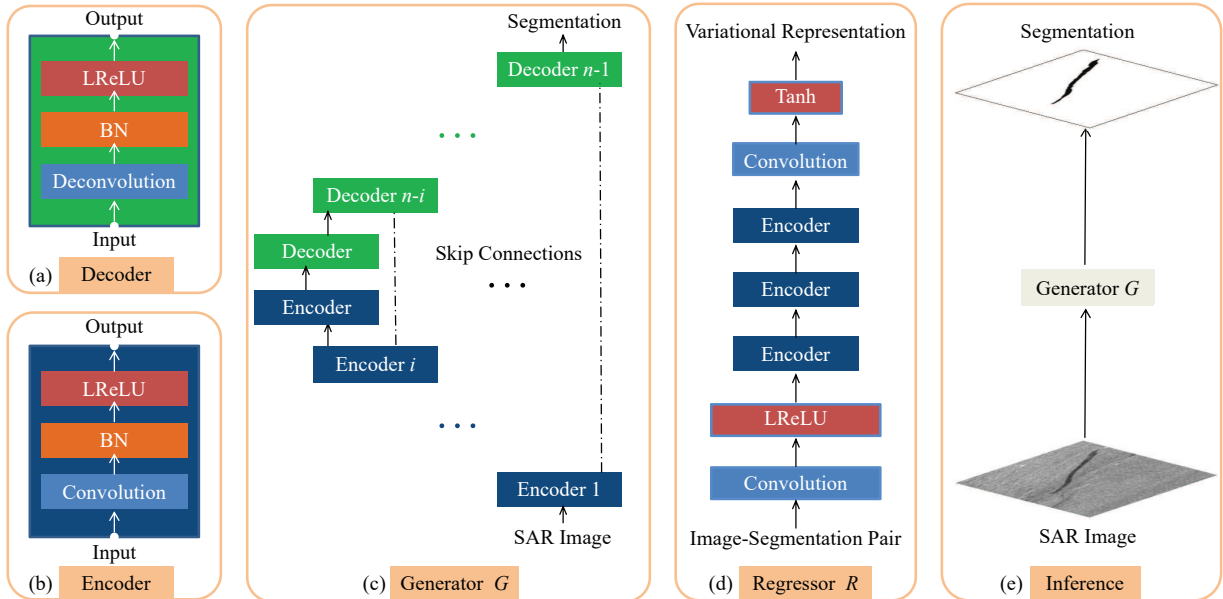 Output
LReLU
BN
Deconvolution
Input
(a) Decoder
Output
LReLU
BN
Convolution
Input
(b) Encoder
Segmentation
Decoder n-1
Decoder n-i
Decoder
Skip Connections
Encoder
Encoder i
Encoder 1
SAR Image
(c) Generator G
Variational Representation
Tanh
Convolution
Encoder
Encoder
Encoder
LReLU
Convolution
Image-Segmentation Pair
(d) Regressor R
Segmentation
Generator G
SAR Image
(e) Inference